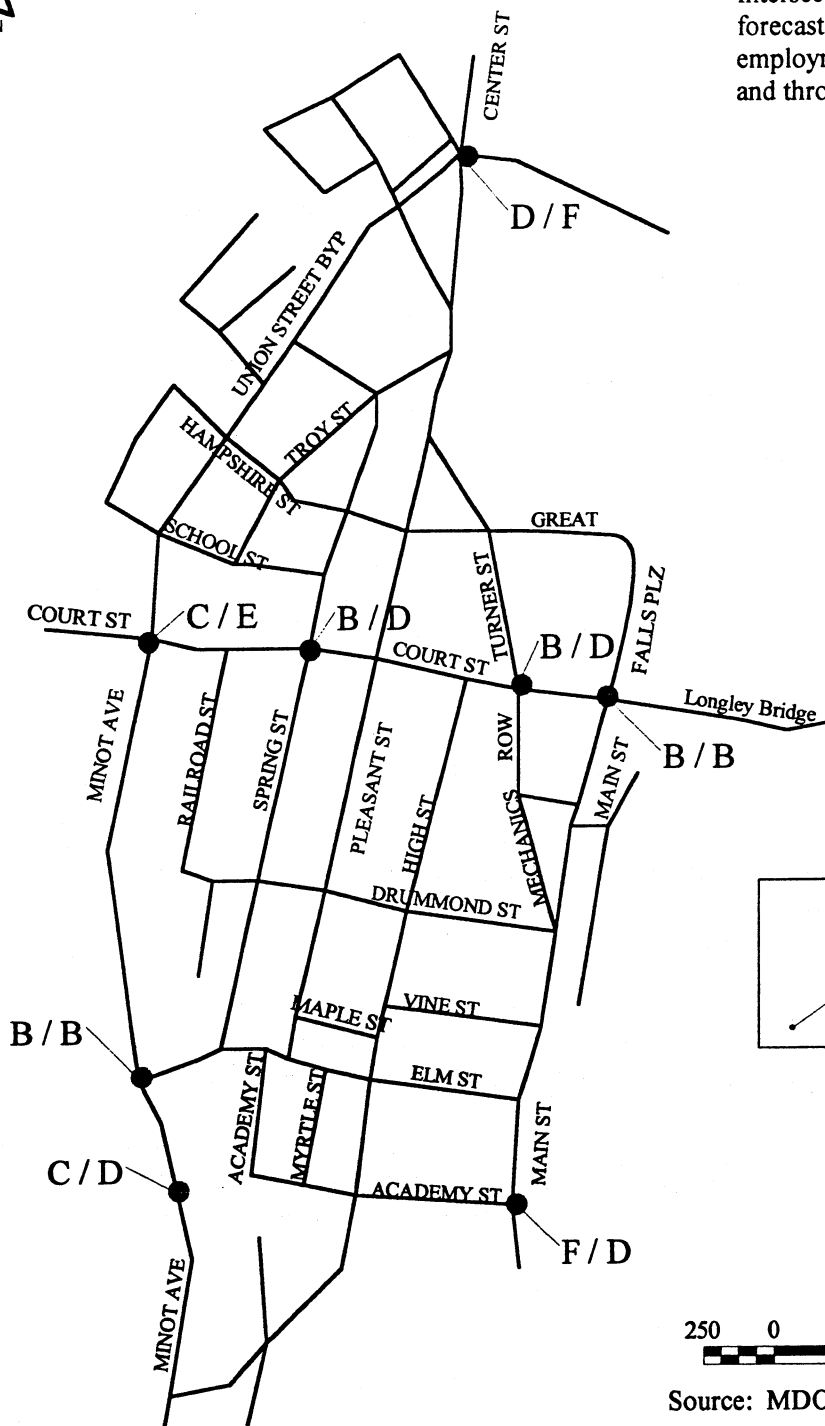 forecast
employ
and thro
CENTER ST
D / F
UNION STREET BYP
HAMPSHIRE ST
TROY ST
SCHOOL ST
GREAT
FALLS PLZ
TURNER ST
COURT ST
C / E
B / D
COURT ST
B / D
Longley Bridge
B / B
MINOT AVE
RAILROAD ST
SPRING ST
PLEASANT ST
HIGH ST
ROW
MECHANICS
MAIN ST
DRUMMOND ST
MAPLE ST
VINE ST
B / B
ACADEMY ST
MYRTLE ST
ELM ST
MAIN ST
C / D
ACADEMY ST
F / D
MINOT AVE
250 0
Source: MDO